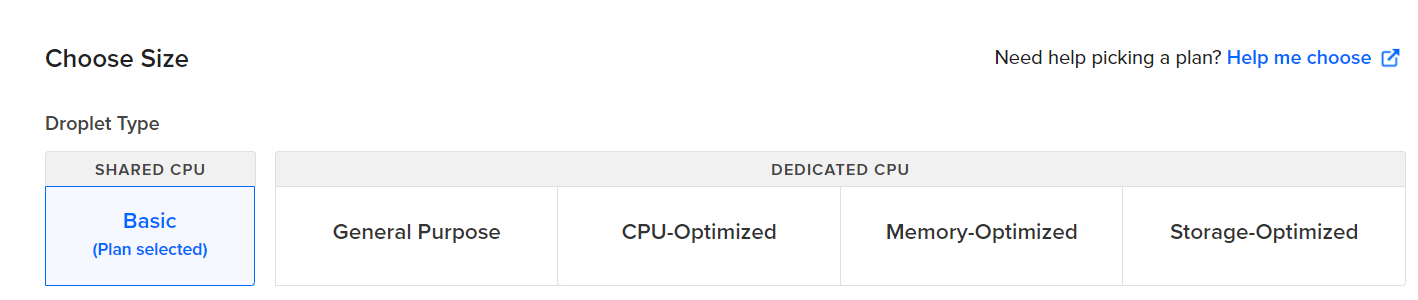 Choose Size
Need help picking a plan? Help me choose
Droplet Type
SHARED CPU
DEDICATED CPU
Basic
(Plan selected)
General Purpose
CPU-Optimized
Memory-Optimized
Storage-Optimized